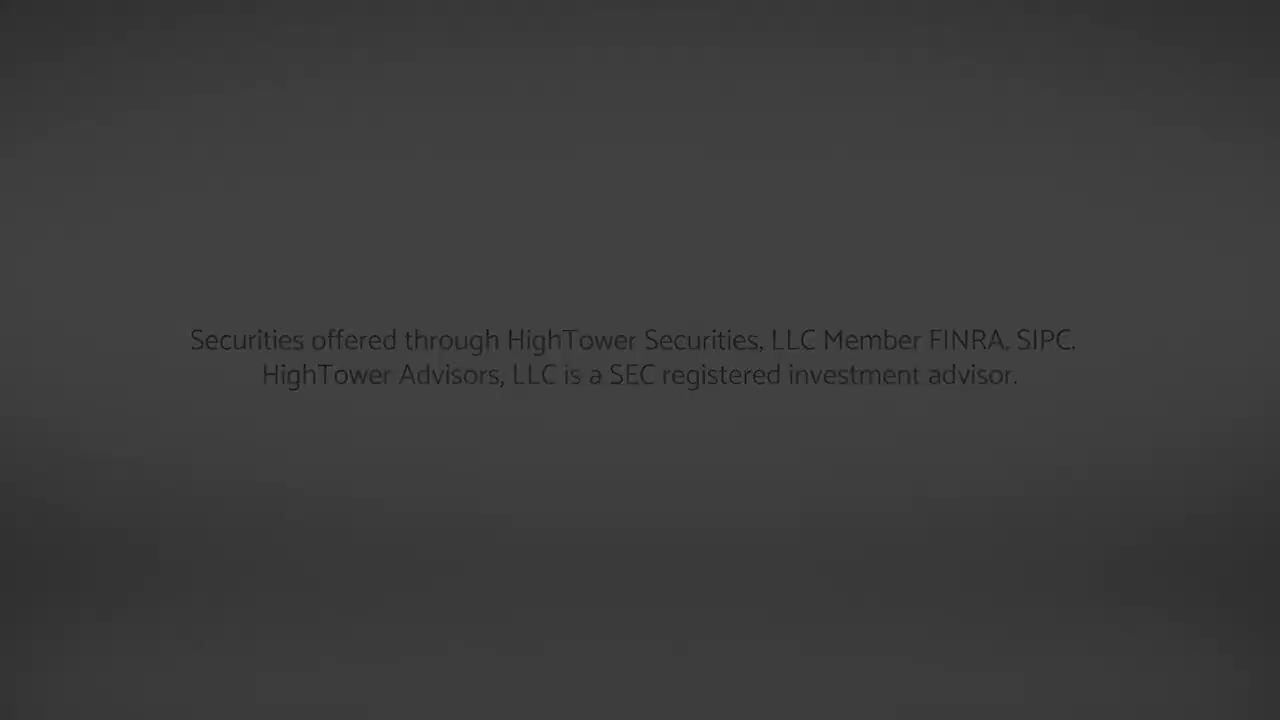 Securities offered through HighTower Securities, LLC Member FINRA, SIPC.
HighTower Advisors, LLC is a SEC registered investment advisor.